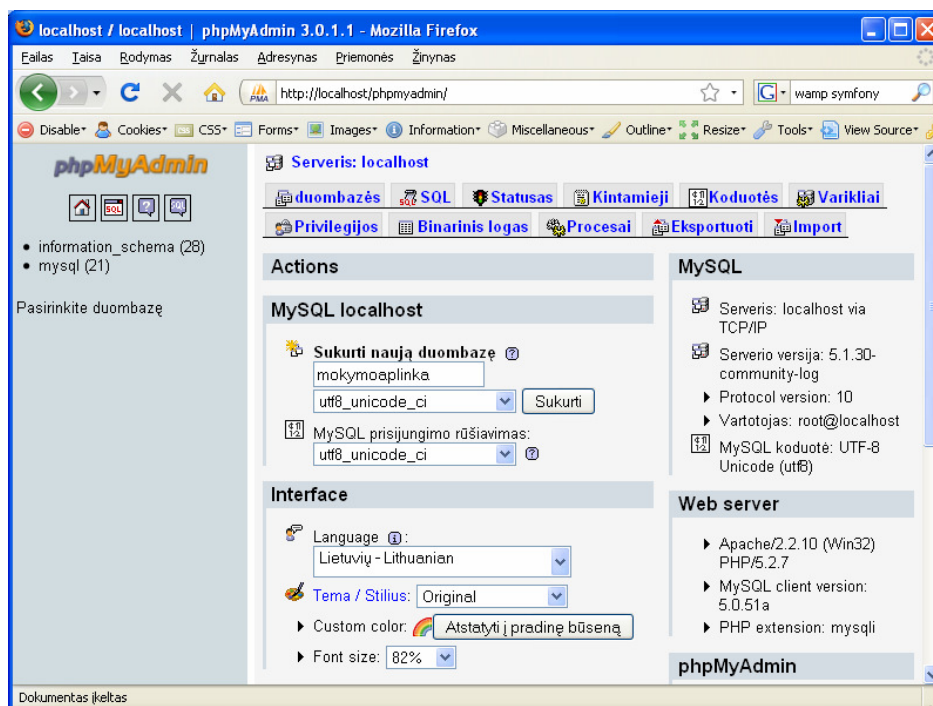 localhost / localhost | phpMyAdmin 3.0.1.1 - Mozilla Firefox
Failas Taisa Rodymas Žurnalas Adresynas Priemonės Žinynas
PMA http://localhost/phpmyadmin/ G wamp symfony
Disable Cookies CSS Forms Images Information Miscellaneous Outline Resize Tools View Source
phpMyAdmin
SQL
information_schema (28)
mysql (21)
Pasirinkite duombazę
Serveris: localhost
duombazės SQL Statusas Kintamieji Koduotės Varikliai
Privilegijos Binarinis logas Procesai Eksportuoti Import
Actions
MySQL localhost
Sukurti naują duombazę
mokymoaplinka
utf8_unicode_ci Sukurti
MySQL prisijungimo rūšiavimas:
utf8_unicode_ci
Interface
Language :
Lietuvių - Lithuanian
Tema / Stilius: Original
Custom color: Atstatyti į pradinę būseną
Font size: 82%
MySQL
Serveris: localhost via
TCP/IP
Serverio versija: 5.1.30-
community-log
Protocol version: 10
Vartotojas: root@localhost
MySQL koduotė: UTF-8
Unicode (utf8)
Web server
Apache/2.2.10 (Win32)
PHP/5.2.7
MySQL client version:
5.0.51a
PHP extension: mysqli
phpMyAdmin
Dokumentas įkeltas